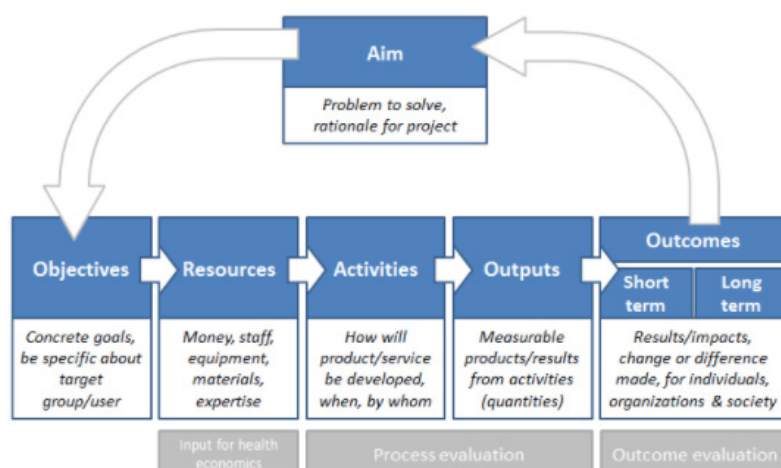 Aim
Problem to solve,
rationale for project
Objectives
Concrete goals,
be specific about
target
group/user
Resources
Money, staff,
equipment,
materials,
expertise
Activities
How will
product/service
be developed,
when, by whom
Outputs
Measurable
products/results
from activities
(quantities)
Outcomes
Short
term
Long
term
Results/impacts,
change or difference
made, for individuals,
organizations & society
Input for health
economics
Process evaluation
Outcome evaluation